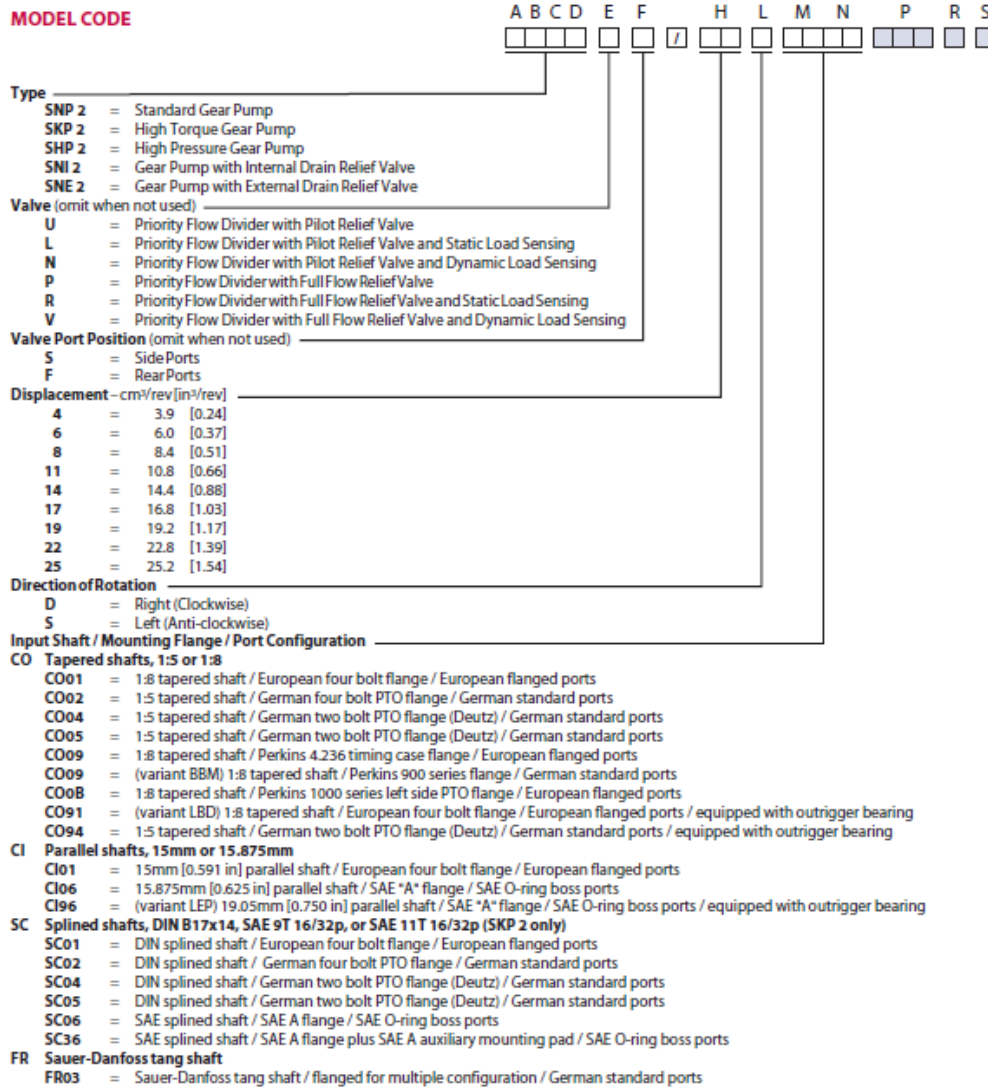 MODEL CODE
A B C D E F H L M N P R S
/
Type
SNP 2 = Standard Gear Pump
SKP 2 = High Torque Gear Pump
SHP 2 = High Pressure Gear Pump
SNI 2 = Gear Pump with Internal Drain Relief Valve
SNE 2 = Gear Pump with External Drain Relief Valve
Valve (omit when not used)
U = Priority Flow Divider with Pilot Relief Valve
L = Priority Flow Divider with Pilot Relief Valve and Static Load Sensing
N = Priority Flow Divider with Pilot Relief Valve and Dynamic Load Sensing
P = Priority Flow Divider with Full Flow Relief Valve
R = Priority Flow Divider with Full Flow Relief Valve and Static Load Sensing
V = Priority Flow Divider with Full Flow Relief Valve and Dynamic Load Sensing
Valve Port Position (omit when not used)
S = Side Ports
F = Rear Ports
Displacement – cm³/rev [in³/rev]
4 = 3.9 [0.24]
6 = 6.0 [0.37]
8 = 8.4 [0.51]
11 = 10.8 [0.66]
14 = 14.4 [0.88]
17 = 16.8 [1.03]
19 = 19.2 [1.17]
22 = 22.8 [1.39]
25 = 25.2 [1.54]
Direction of Rotation
D = Right (Clockwise)
S = Left (Anti-clockwise)
Input Shaft / Mounting Flange / Port Configuration
CO Tapered shafts, 1:5 or 1:8
CO01 = 1:8 tapered shaft / European four bolt flange / European flanged ports
CO02 = 1:5 tapered shaft / German four bolt PTO flange / German standard ports
CO04 = 1:5 tapered shaft / German two bolt PTO flange (Deutz) / German standard ports
CO05 = 1:5 tapered shaft / German two bolt PTO flange (Deutz) / German standard ports
CO09 = 1:8 tapered shaft / Perkins 4.236 timing case flange / European flanged ports
CO09 = (variant BBM) 1:8 tapered shaft / Perkins 900 series flange / German standard ports
CO0B = 1:8 tapered shaft / Perkins 1000 series left side PTO flange / European flanged ports
CO91 = (variant LBD) 1:8 tapered shaft / European four bolt flange / European flanged ports / equipped with outrigger bearing
CO94 = 1:5 tapered shaft / German two bolt PTO flange (Deutz) / German standard ports / equipped with outrigger bearing
CI Parallel shafts, 15mm or 15.875mm
CI01 = 15mm [0.591 in] parallel shaft / European four bolt flange / European flanged ports
CI06 = 15.875mm [0.625 in] parallel shaft / SAE "A" flange / SAE O-ring boss ports
CI96 = (variant LEP) 19.05mm [0.750 in] parallel shaft / SAE "A" flange / SAE O-ring boss ports / equipped with outrigger bearing
SC Splined shafts, DIN B17x14, SAE 9T 16/32p, or SAE 11T 16/32p (SKP 2 only)
SC01 = DIN splined shaft / European four bolt flange / European flanged ports
SC02 = DIN splined shaft / German four bolt PTO flange / German standard ports
SC04 = DIN splined shaft / German two bolt PTO flange (Deutz) / German standard ports
SC05 = DIN splined shaft / German two bolt PTO flange (Deutz) / German standard ports
SC06 = SAE splined shaft / SAE A flange / SAE O-ring boss ports
SC36 = SAE splined shaft / SAE A flange plus SAE A auxiliary mounting pad / SAE O-ring boss ports
FR Sauer-Danfoss tang shaft
FR03 = Sauer-Danfoss tang shaft / flanged for multiple configuration / German standard ports